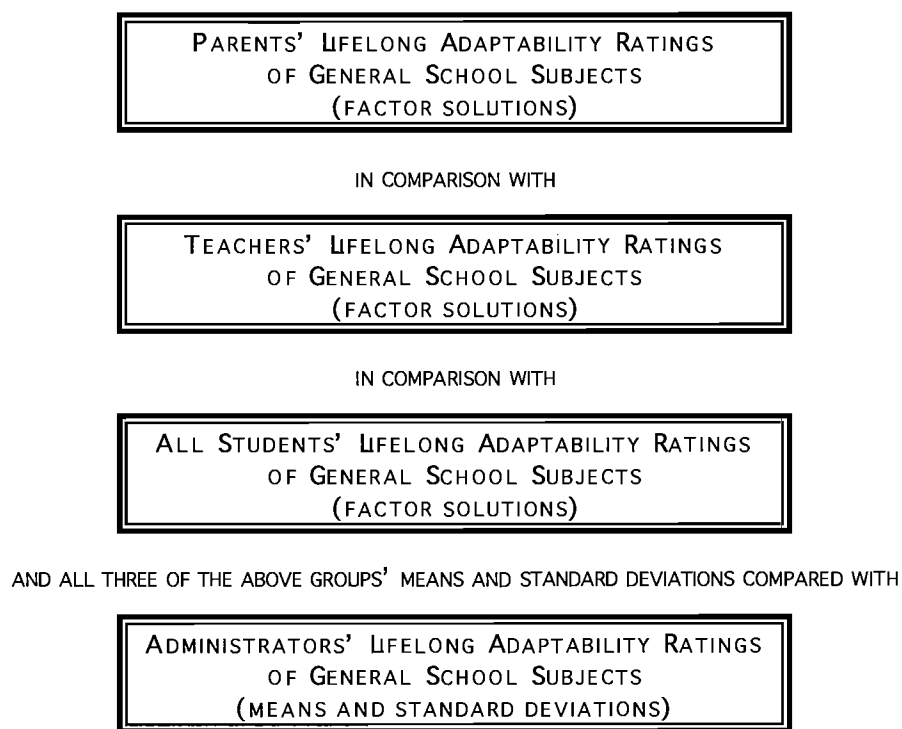 PARENTS' LIFELONG ADAPTABILITY RATINGS
OF GENERAL SCHOOL SUBJECTS
(FACTOR SOLUTIONS)
IN COMPARISON WITH
TEACHERS' LIFELONG ADAPTABILITY RATINGS
OF GENERAL SCHOOL SUBJECTS
(FACTOR SOLUTIONS)
IN COMPARISON WITH
ALL STUDENTS' LIFELONG ADAPTABILITY RATINGS
OF GENERAL SCHOOL SUBJECTS
(FACTOR SOLUTIONS)
AND ALL THREE OF THE ABOVE GROUPS' MEANS AND STANDARD DEVIATIONS COMPARED WITH
ADMINISTRATORS' LIFELONG ADAPTABILITY RATINGS
OF GENERAL SCHOOL SUBJECTS
(MEANS AND STANDARD DEVIATIONS)